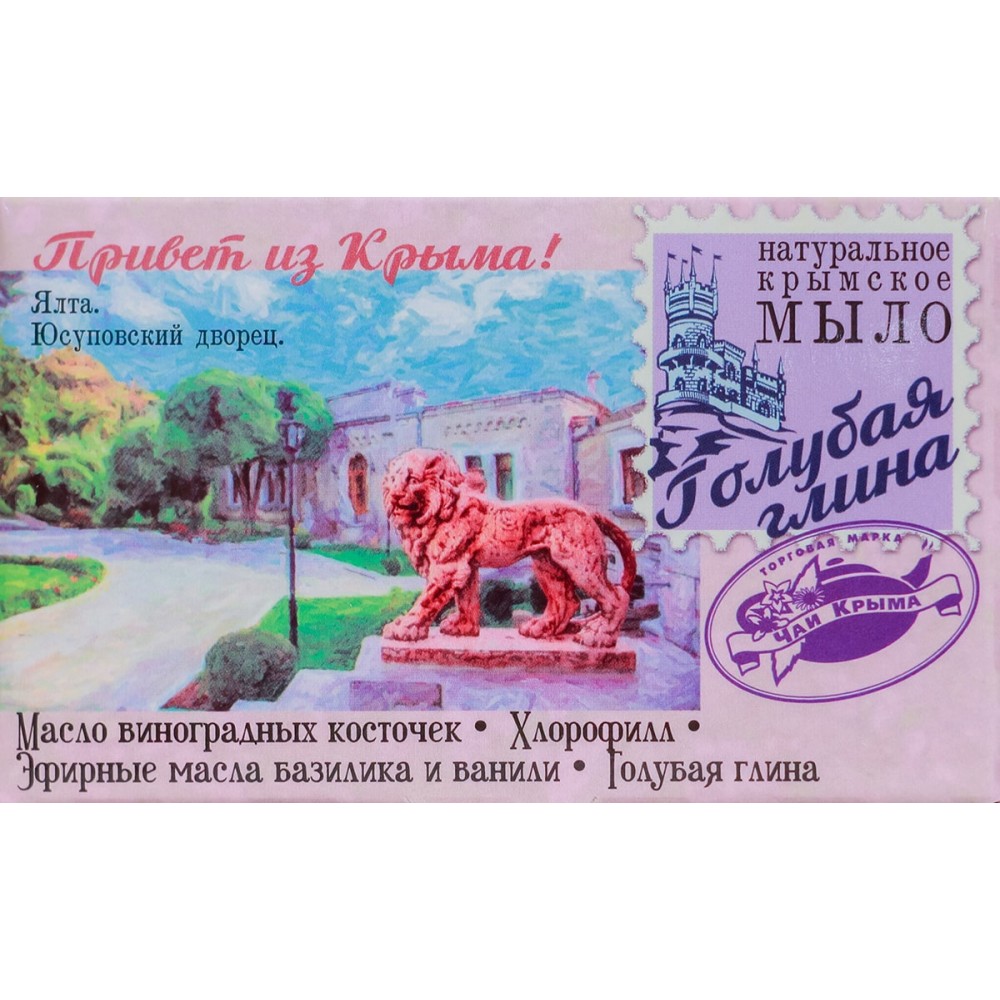 Привет из Крыма!
Ялта.
Юсуповский дворец.
натуральное
крымское
МЫЛО
Голубая
глина
ТОРГОВАЯ МАРКА
ЧАИ КРЫМА
Масло виноградных косточек • Хлорофилл •
Эфирные масла базилика и ванили • Голубая глина